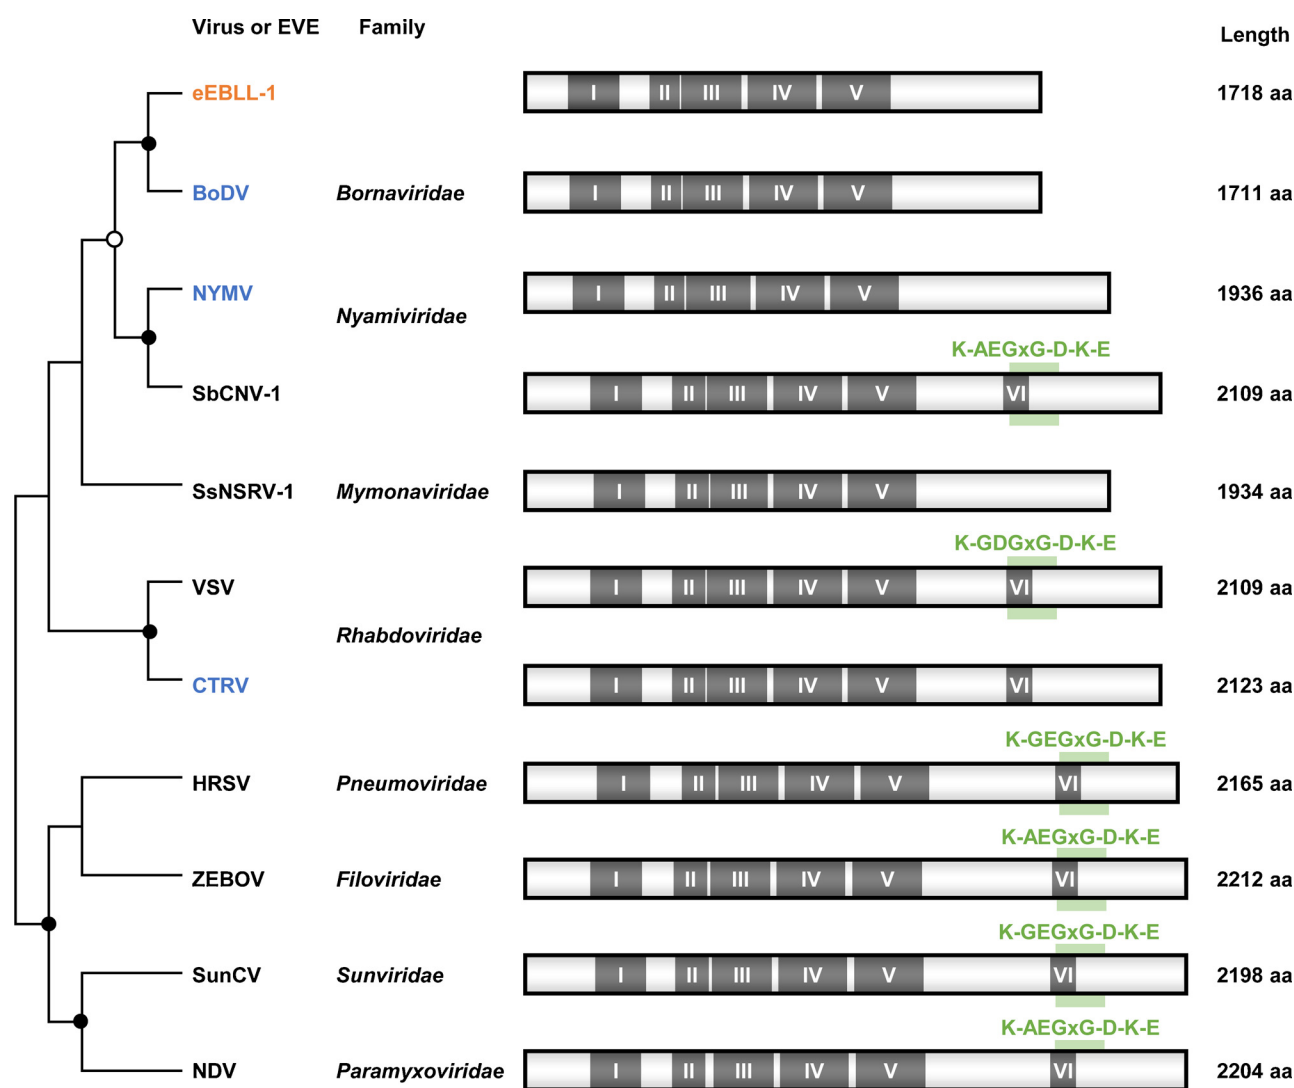 Virus or EVE Family Length
eEBLL-1 I II III IV V 1718 aa
BoDV Bornaviridae I II III IV V 1711 aa
NYMV I II III IV V 1936 aa
Nyamiviridae
K-AEGxG-D-K-E
SbCNV-1 I II III IV V VI 2109 aa
SsNSRV-1 Mymonaviridae I II III IV V 1934 aa
K-GDGxG-D-K-E
VSV I II III IV V VI 2109 aa
Rhabdoviridae
CTRV I II III IV V VI 2123 aa
K-GEGxG-D-K-E
HRSV Pneumoviridae I II III IV V VI 2165 aa
K-AEGxG-D-K-E
ZEBOV Filoviridae I II III IV V VI 2212 aa
K-GEGxG-D-K-E
SunCV Sunviridae I II III IV V VI 2198 aa
K-AEGxG-D-K-E
NDV Paramyxoviridae I II III IV V VI 2204 aa